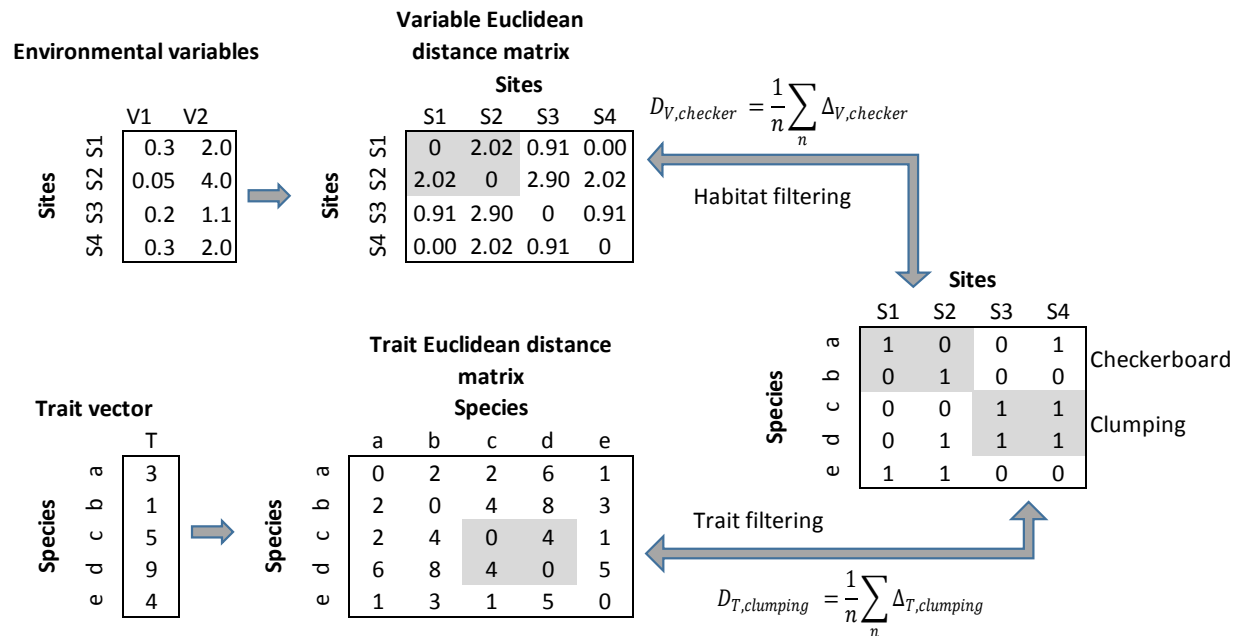 Environmental variables
V1 V2
Sites
S1 0.3 2.0
S2 0.05 4.0
S3 0.2 1.1
S4 0.3 2.0
Variable Euclidean
distance matrix
Sites
S1 S2 S3 S4
Sites
S1 0 2.02 0.91 0.00
S2 2.02 0 2.90 2.02
S3 0.91 2.90 0 0.91
S4 0.00 2.02 0.91 0
D_{V,checker} = \frac{1}{n} \sum_{n} Δ_{V,checker}
Habitat filtering
Sites
S1 S2 S3 S4
Species
a 1 0 0 1
b 0 1 0 0
c 0 0 1 1
d 0 1 1 1
e 1 1 0 0
Checkerboard
Clumping
Trait vector
T
Species
a 3
b 1
c 5
d 9
e 4
Trait Euclidean distance
matrix
Species
a b c d e
Species
a 0 2 2 6 1
b 2 0 4 8 3
c 2 4 0 4 1
d 6 8 4 0 5
e 1 3 1 5 0
Trait filtering
D_{T,clumping} = \frac{1}{n} \sum_{n} Δ_{T,clumping}